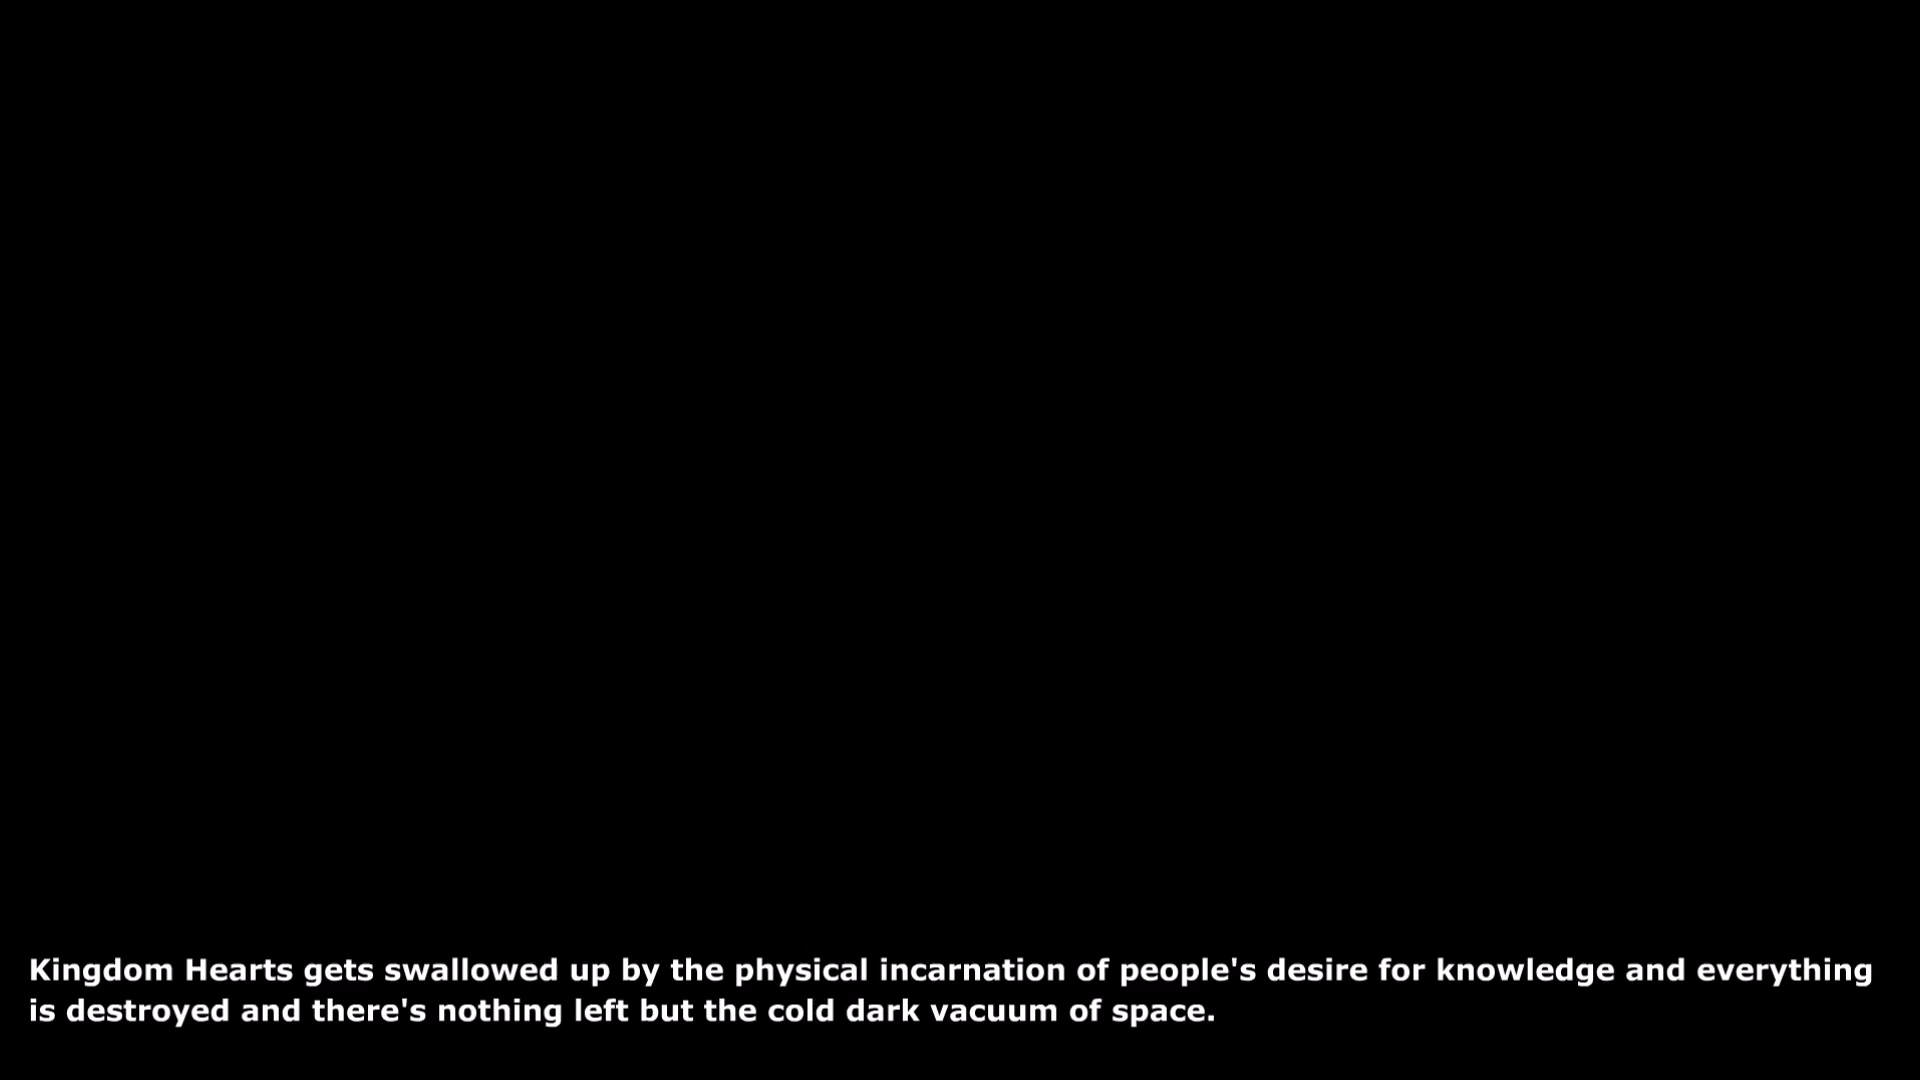 Kingdom Hearts gets swallowed up by the physical incarnation of people's desire for knowledge and everything
is destroyed and there's nothing left but the cold dark vacuum of space.